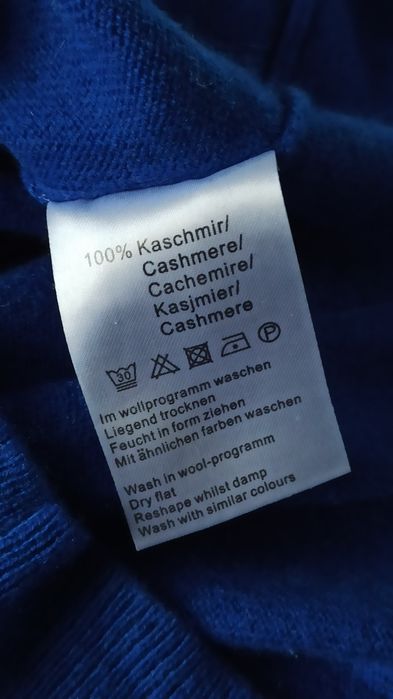 100% Kaschmir/
Cashmere/
Cachemire/
Kasjmier/
Cashmere
30 P
Im wollprogramm waschen
Liegend trocknen
Feucht in form ziehen
Mit ähnlichen farben waschen
Wash in wool-programm
Dry flat
Reshape whilst damp
Wash with similar colours